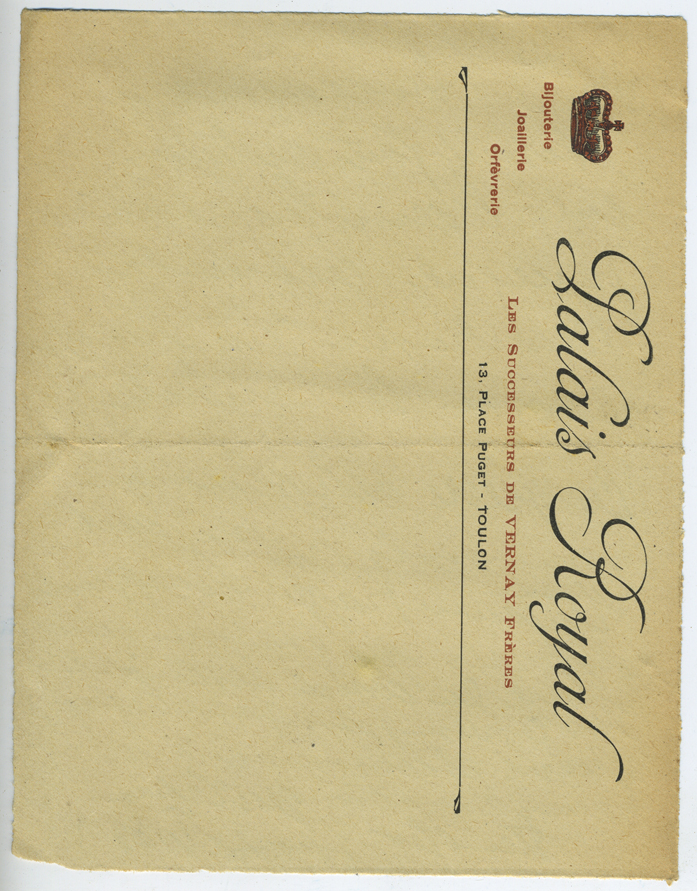 Bijouterie
Joaillerie
Orfèvrerie
Palais Royal
LES SUCCESSEURS DE VERNAY FRÈRES
13, PLACE PUGET - TOULON